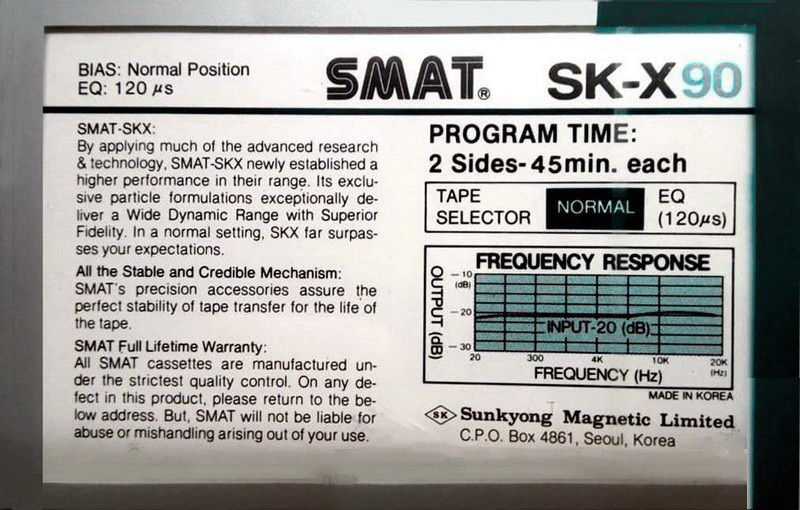 BIAS: Normal Position
EQ: 120 μs
SMAT®
SK-X90
SMAT-SKX:
By applying much of the advanced research
& technology, SMAT-SKX newly established a
higher performance in their range. Its exclu-
sive particle formulations exceptionally de-
liver a Wide Dynamic Range with Superior
Fidelity. In a normal setting, SKX far surpas-
ses your expectations.
All the Stable and Credible Mechanism:
SMAT's precision accessories assure the
perfect stability of tape transfer for the life of
the tape.
SMAT Full Lifetime Warranty:
All SMAT cassettes are manufactured un-
der the strictest quality control. On any de-
fect in this product, please return to the be-
low address. But, SMAT will not be liable for
abuse or mishandling arising out of your use.
PROGRAM TIME:
2 Sides-45min. each
TAPE
SELECTOR
NORMAL
EQ
(120μs)
FREQUENCY RESPONSE
OUTPUT (dB)
-10
(dB)
-20
-30
INPUT-20 (dB)
20 300 4K 10K 20K
(Hz)
FREQUENCY (Hz)
MADE IN KOREA
SK Sunkyong Magnetic Limited
C.P.O. Box 4861, Seoul, Korea